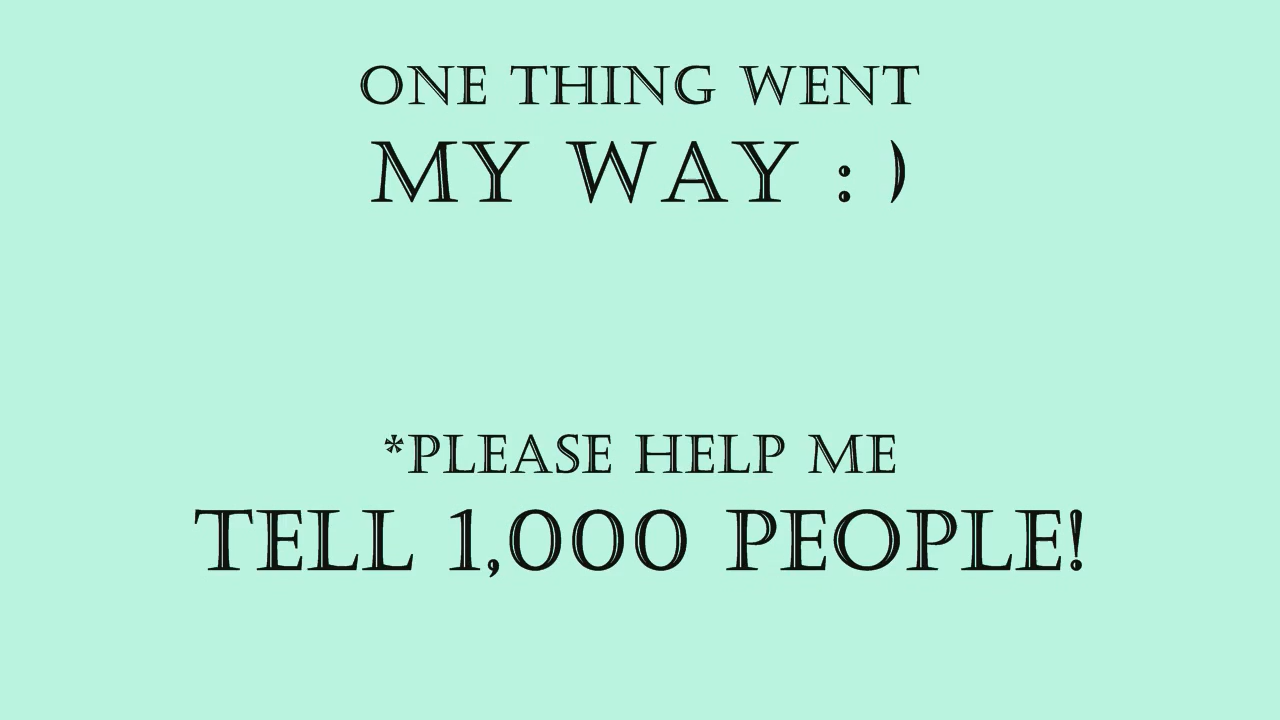 ONE THING WENT
MY WAY : )
*PLEASE HELP ME
TELL 1,000 PEOPLE!